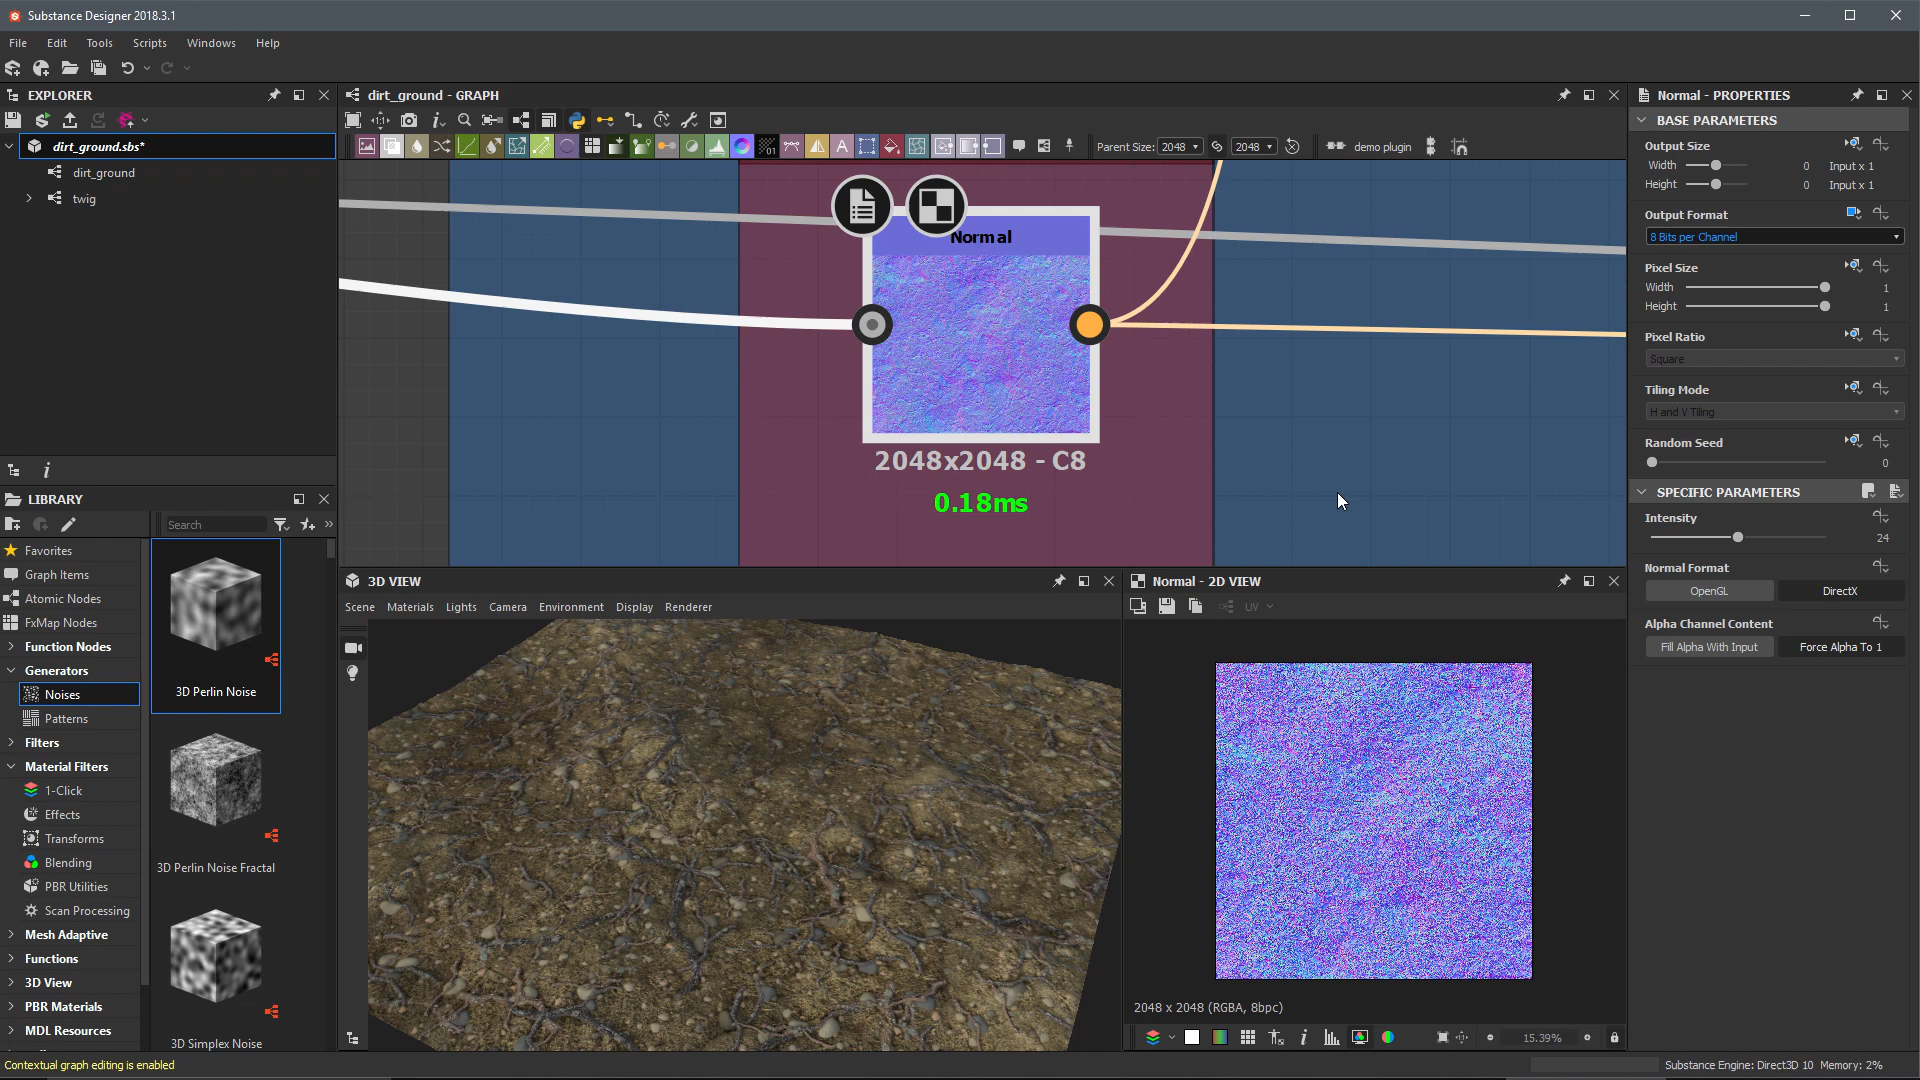 Substance Designer 2018.3.1
File Edit Tools Scripts Windows Help
EXPLORER
dirt_ground.sbs*
dirt_ground
twig
LIBRARY
Search
Favorites
Graph Items
Atomic Nodes
FxMap Nodes
Function Nodes
Generators
Noises
Patterns
Filters
Material Filters
1-Click
Effects
Transforms
Blending
PBR Utilities
Scan Processing
Mesh Adaptive
Functions
3D View
PBR Materials
MDL Resources
3D Perlin Noise
3D Perlin Noise Fractal
3D Simplex Noise
dirt_ground - GRAPH
Parent Size: 2048 2048 demo plugin
Normal
2048x2048 - C8
0.18ms
3D VIEW
Scene Materials Lights Camera Environment Display Renderer
Normal - 2D VIEW
UV
2048 x 2048 (RGBA, 8bpc)
15.39%
Normal - PROPERTIES
BASE PARAMETERS
Output Size
Width 0 Input x 1
Height 0 Input x 1
Output Format
8 Bits per Channel
Pixel Size
Width 1
Height 1
Pixel Ratio
Square
Tiling Mode
H and V Tiling
Random Seed
0
SPECIFIC PARAMETERS
Intensity
24
Normal Format
OpenGL DirectX
Alpha Channel Content
Fill Alpha With Input Force Alpha To 1
Contextual graph editing is enabled
Substance Engine: Direct3D 10 Memory: 2%